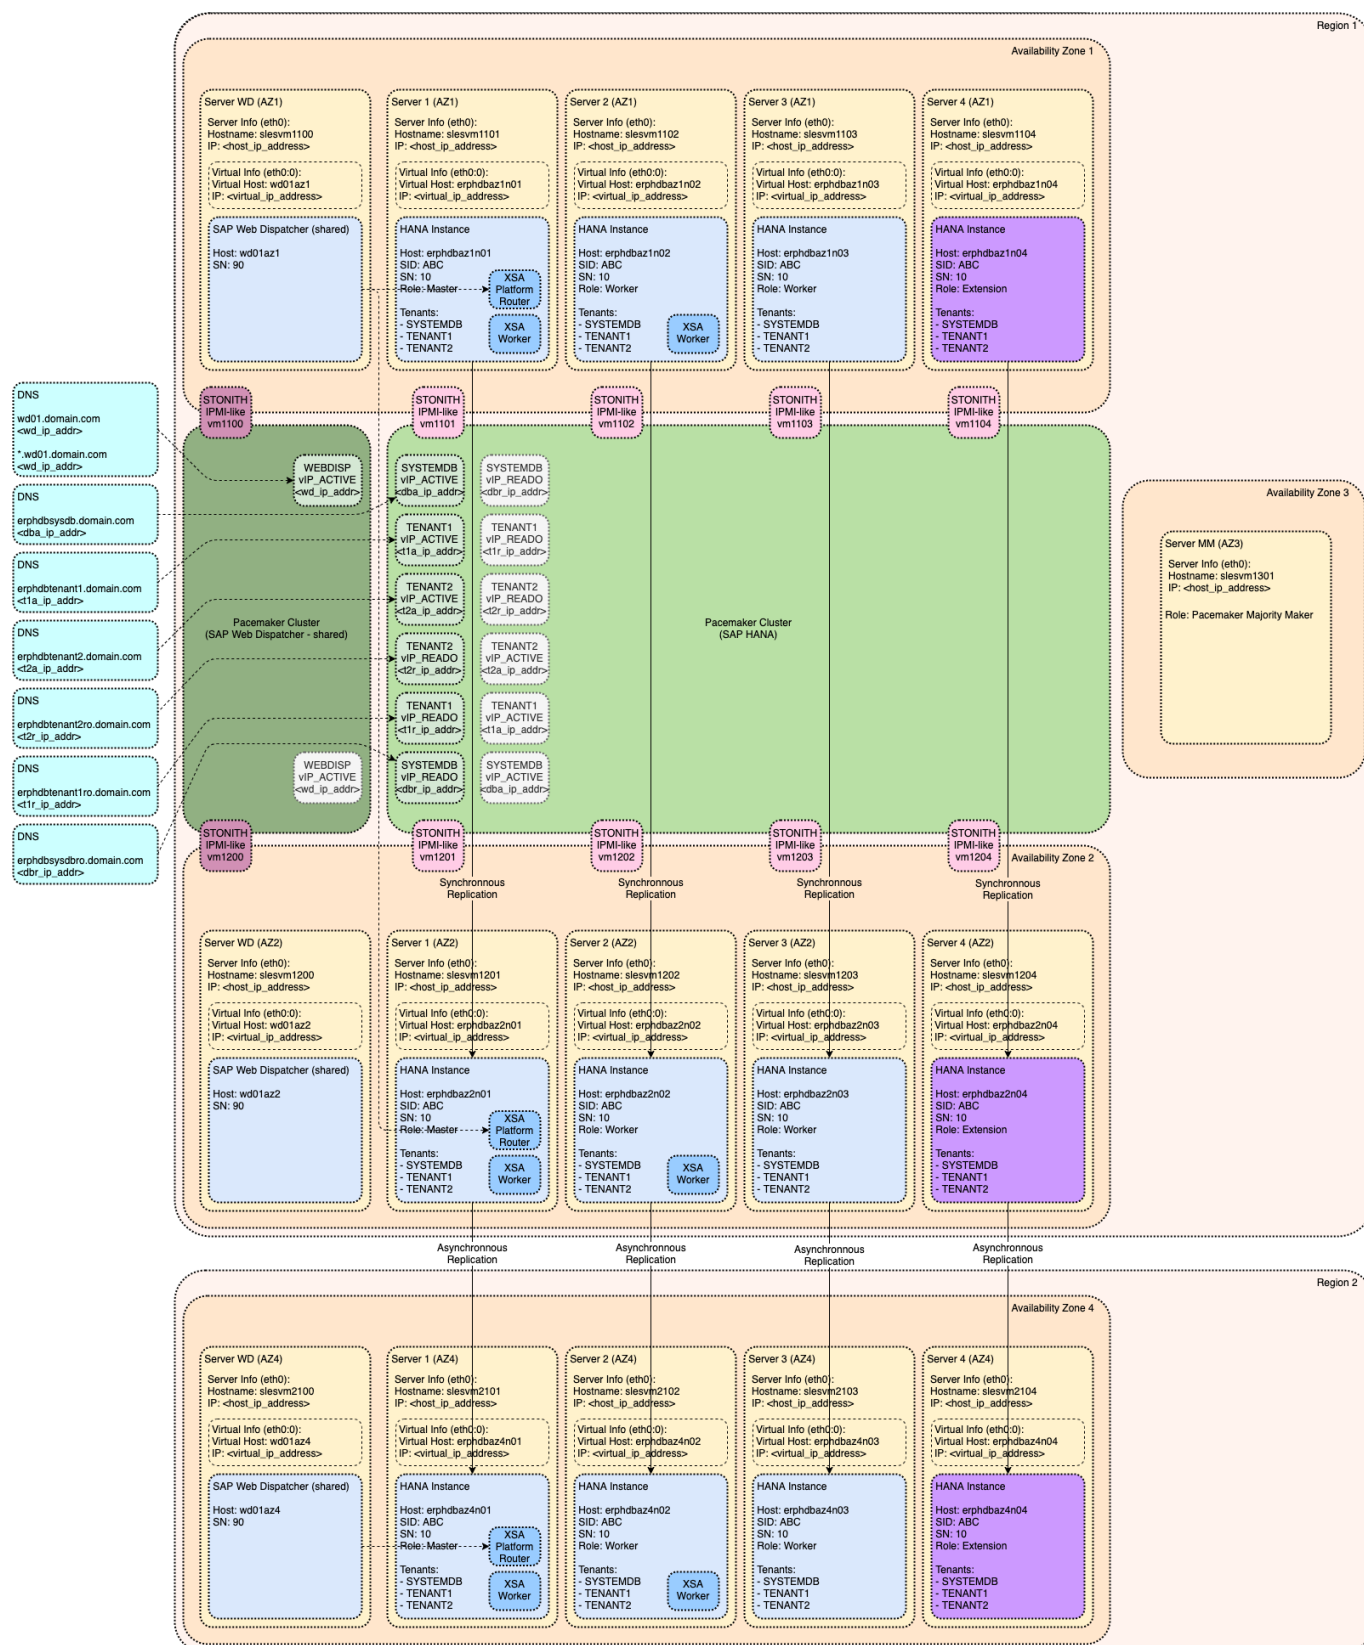 Region 1
Availability Zone 1
Server WD (AZ1)
Server Info (eth0):
Hostname: slesvm1100
IP: <host_ip_address>
Virtual Info (eth0:0):
Virtual Host: wd01az1
IP: <virtual_ip_address>
SAP Web Dispatcher (shared)
Host: wd01az1
SN: 90
Server 1 (AZ1)
Server Info (eth0):
Hostname: slesvm1101
IP: <host_ip_address>
Virtual Info (eth0:0):
Virtual Host: erphdbaz1n01
IP: <virtual_ip_address>
HANA Instance
Host: erphdbaz1n01
SID: ABC
SN: 10
Role: Master
Tenants:
- SYSTEMDB
- TENANT1
- TENANT2
XSA
Platform
Router
XSA
Worker
Server 2 (AZ1)
Server Info (eth0):
Hostname: slesvm1102
IP: <host_ip_address>
Virtual Info (eth0:0):
Virtual Host: erphdbaz1n02
IP: <virtual_ip_address>
HANA Instance
Host: erphdbaz1n02
SID: ABC
SN: 10
Role: Worker
Tenants:
- SYSTEMDB
- TENANT1
- TENANT2
XSA
Worker
Server 3 (AZ1)
Server Info (eth0):
Hostname: slesvm1103
IP: <host_ip_address>
Virtual Info (eth0:0):
Virtual Host: erphdbaz1n03
IP: <virtual_ip_address>
HANA Instance
Host: erphdbaz1n03
SID: ABC
SN: 10
Role: Worker
Tenants:
- SYSTEMDB
- TENANT1
- TENANT2
Server 4 (AZ1)
Server Info (eth0):
Hostname: slesvm1104
IP: <host_ip_address>
Virtual Info (eth0:0):
Virtual Host: erphdbaz1n04
IP: <virtual_ip_address>
HANA Instance
Host: erphdbaz1n04
SID: ABC
SN: 10
Role: Extension
Tenants:
- SYSTEMDB
- TENANT1
- TENANT2
STONITH
IPMI-like
vm1100
STONITH
IPMI-like
vm1101
STONITH
IPMI-like
vm1102
STONITH
IPMI-like
vm1103
STONITH
IPMI-like
vm1104
DNS
wd01.domain.com
<wd_ip_addr>
*.wd01.domain.com
<wd_ip_addr>
DNS
erphdbsysdb.domain.com
<dba_ip_addr>
DNS
erphdbtenant1.domain.com
<t1a_ip_addr>
DNS
erphdbtenant2.domain.com
<t2a_ip_addr>
DNS
erphdbtenant2ro.domain.com
<t2r_ip_addr>
DNS
erphdbtenant1ro.domain.com
<t1r_ip_addr>
DNS
erphdbsysdbro.domain.com
<dbr_ip_addr>
WEBDISP
vIP_ACTIVE
<wd_ip_addr>
Pacemaker Cluster
(SAP Web Dispatcher - shared)
WEBDISP
vIP_ACTIVE
<wd_ip_addr>
SYSTEMDB
vIP_ACTIVE
<dba_ip_addr>
SYSTEMDB
vIP_READO
<dbr_ip_addr>
TENANT1
vIP_ACTIVE
<t1a_ip_addr>
TENANT1
vIP_READO
<t1r_ip_addr>
TENANT2
vIP_ACTIVE
<t2a_ip_addr>
TENANT2
vIP_READO
<t2r_ip_addr>
TENANT2
vIP_READO
<t2r_ip_addr>
TENANT2
vIP_ACTIVE
<t2a_ip_addr>
TENANT1
vIP_READO
<t1r_ip_addr>
TENANT1
vIP_ACTIVE
<t1a_ip_addr>
SYSTEMDB
vIP_READO
<dbr_ip_addr>
SYSTEMDB
vIP_ACTIVE
<dba_ip_addr>
Pacemaker Cluster
(SAP HANA)
Availability Zone 3
Server MM (AZ3)
Server Info (eth0):
Hostname: slesvm1301
IP: <host_ip_address>
Role: Pacemaker Majority Maker
STONITH
IPMI-like
vm1200
STONITH
IPMI-like
vm1201
STONITH
IPMI-like
vm1202
STONITH
IPMI-like
vm1203
STONITH
IPMI-like
vm1204
Availability Zone 2
Synchronnous
Replication
Synchronnous
Replication
Synchronnous
Replication
Synchronnous
Replication
Server WD (AZ2)
Server Info (eth0):
Hostname: slesvm1200
IP: <host_ip_address>
Virtual Info (eth0:0):
Virtual Host: wd01az2
IP: <virtual_ip_address>
SAP Web Dispatcher (shared)
Host: wd01az2
SN: 90
Server 1 (AZ2)
Server Info (eth0):
Hostname: slesvm1201
IP: <host_ip_address>
Virtual Info (eth0:0):
Virtual Host: erphdbaz2n01
IP: <virtual_ip_address>
HANA Instance
Host: erphdbaz2n01
SID: ABC
SN: 10
Role: Master
Tenants:
- SYSTEMDB
- TENANT1
- TENANT2
XSA
Platform
Router
XSA
Worker
Server 2 (AZ2)
Server Info (eth0):
Hostname: slesvm1202
IP: <host_ip_address>
Virtual Info (eth0:0):
Virtual Host: erphdbaz2n02
IP: <virtual_ip_address>
HANA Instance
Host: erphdbaz2n02
SID: ABC
SN: 10
Role: Worker
Tenants:
- SYSTEMDB
- TENANT1
- TENANT2
XSA
Worker
Server 3 (AZ2)
Server Info (eth0):
Hostname: slesvm1203
IP: <host_ip_address>
Virtual Info (eth0:0):
Virtual Host: erphdbaz2n03
IP: <virtual_ip_address>
HANA Instance
Host: erphdbaz2n03
SID: ABC
SN: 10
Role: Worker
Tenants:
- SYSTEMDB
- TENANT1
- TENANT2
Server 4 (AZ2)
Server Info (eth0):
Hostname: slesvm1204
IP: <host_ip_address>
Virtual Info (eth0:0):
Virtual Host: erphdbaz2n04
IP: <virtual_ip_address>
HANA Instance
Host: erphdbaz2n04
SID: ABC
SN: 10
Role: Extension
Tenants:
- SYSTEMDB
- TENANT1
- TENANT2
Asynchronnous
Replication
Asynchronnous
Replication
Asynchronnous
Replication
Asynchronnous
Replication
Region 2
Availability Zone 4
Server WD (AZ4)
Server Info (eth0):
Hostname: slesvm2100
IP: <host_ip_address>
Virtual Info (eth0:0):
Virtual Host: wd01az4
IP: <virtual_ip_address>
SAP Web Dispatcher (shared)
Host: wd01az4
SN: 90
Server 1 (AZ4)
Server Info (eth0):
Hostname: slesvm2101
IP: <host_ip_address>
Virtual Info (eth0:0):
Virtual Host: erphdbaz4n01
IP: <virtual_ip_address>
HANA Instance
Host: erphdbaz4n01
SID: ABC
SN: 10
Role: Master
Tenants:
- SYSTEMDB
- TENANT1
- TENANT2
XSA
Platform
Router
XSA
Worker
Server 2 (AZ4)
Server Info (eth0):
Hostname: slesvm2102
IP: <host_ip_address>
Virtual Info (eth0:0):
Virtual Host: erphdbaz4n02
IP: <virtual_ip_address>
HANA Instance
Host: erphdbaz4n02
SID: ABC
SN: 10
Role: Worker
Tenants:
- SYSTEMDB
- TENANT1
- TENANT2
XSA
Worker
Server 3 (AZ4)
Server Info (eth0):
Hostname: slesvm2103
IP: <host_ip_address>
Virtual Info (eth0:0):
Virtual Host: erphdbaz4n03
IP: <virtual_ip_address>
HANA Instance
Host: erphdbaz4n03
SID: ABC
SN: 10
Role: Worker
Tenants:
- SYSTEMDB
- TENANT1
- TENANT2
Server 4 (AZ4)
Server Info (eth0):
Hostname: slesvm2104
IP: <host_ip_address>
Virtual Info (eth0:0):
Virtual Host: erphdbaz4n04
IP: <virtual_ip_address>
HANA Instance
Host: erphdbaz4n04
SID: ABC
SN: 10
Role: Extension
Tenants:
- SYSTEMDB
- TENANT1
- TENANT2